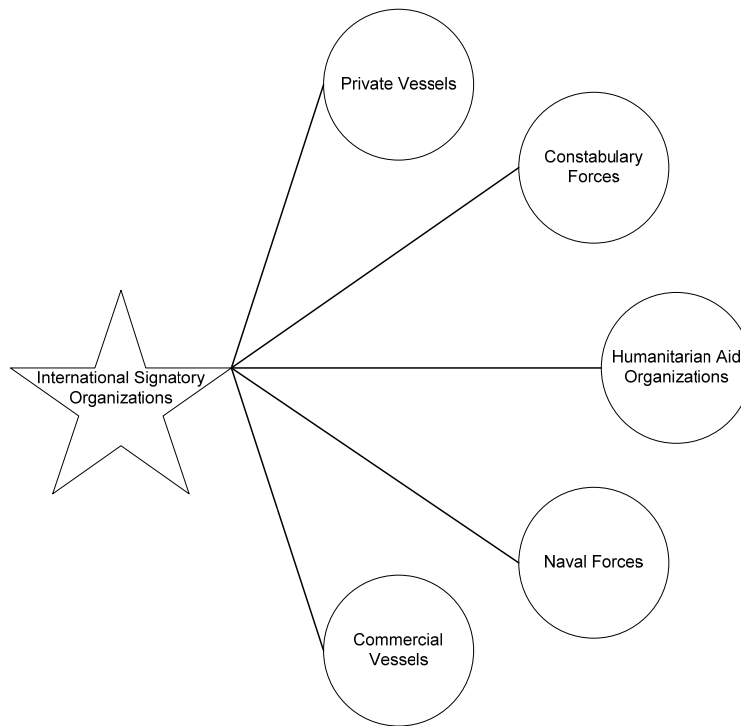 Private Vessels
Constabulary
Forces
Humanitarian Aid
Organizations
International Signatory
Organizations
Naval Forces
Commercial
Vessels